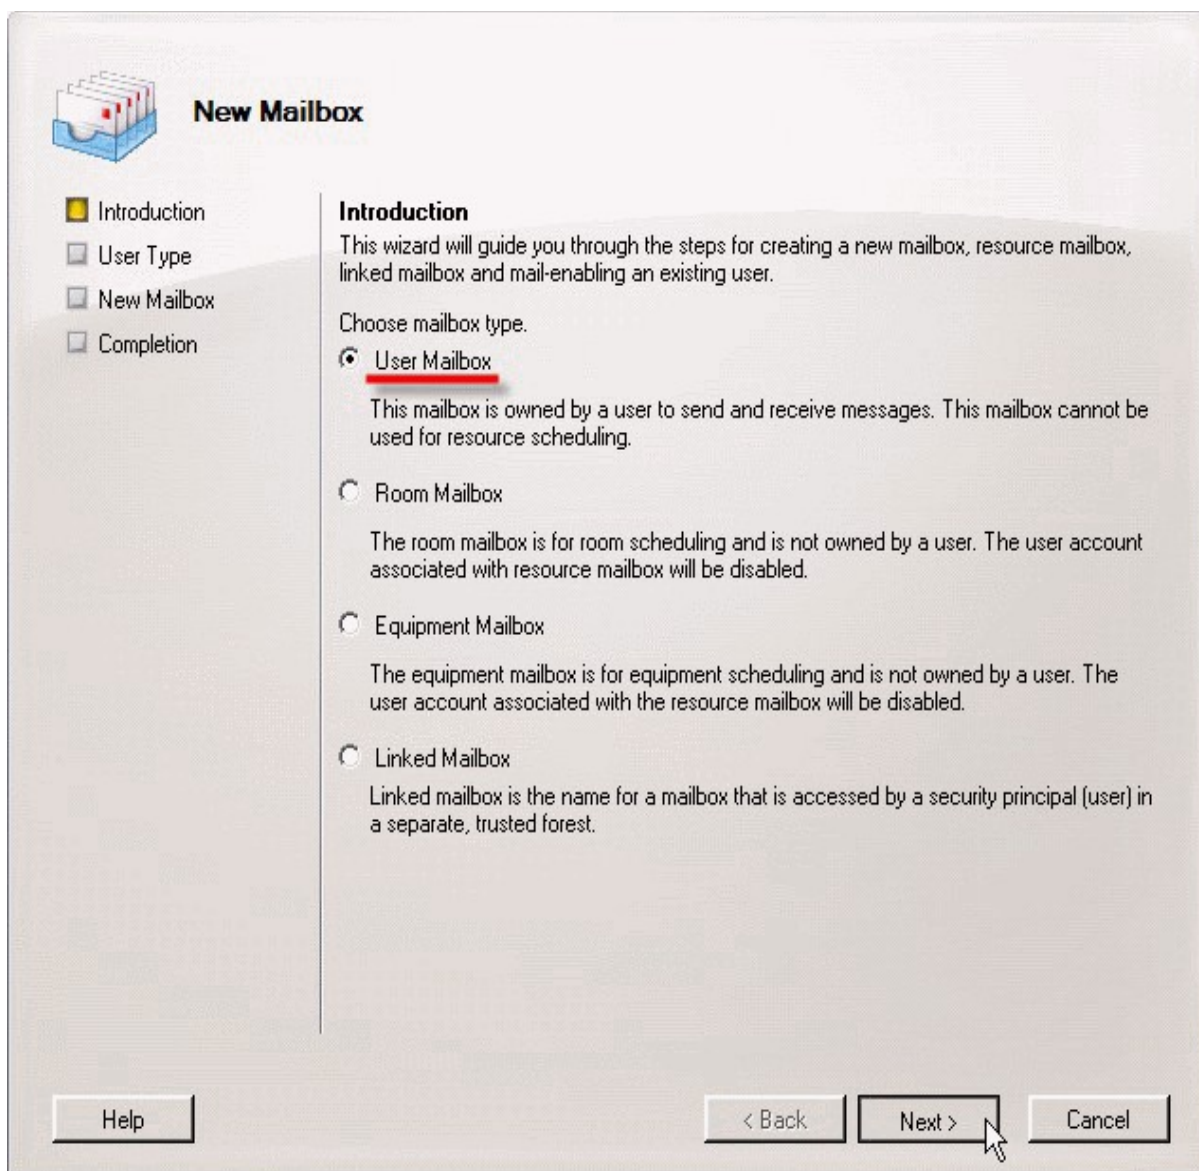 New Mailbox
Introduction
User Type
New Mailbox
Completion
Introduction
This wizard will guide you through the steps for creating a new mailbox, resource mailbox,
linked mailbox and mail-enabling an existing user.
Choose mailbox type.
User Mailbox
This mailbox is owned by a user to send and receive messages. This mailbox cannot be
used for resource scheduling.
Room Mailbox
The room mailbox is for room scheduling and is not owned by a user. The user account
associated with resource mailbox will be disabled.
Equipment Mailbox
The equipment mailbox is for equipment scheduling and is not owned by a user. The
user account associated with the resource mailbox will be disabled.
Linked Mailbox
Linked mailbox is the name for a mailbox that is accessed by a security principal (user) in
a separate, trusted forest.
Help
< Back
Next >
Cancel